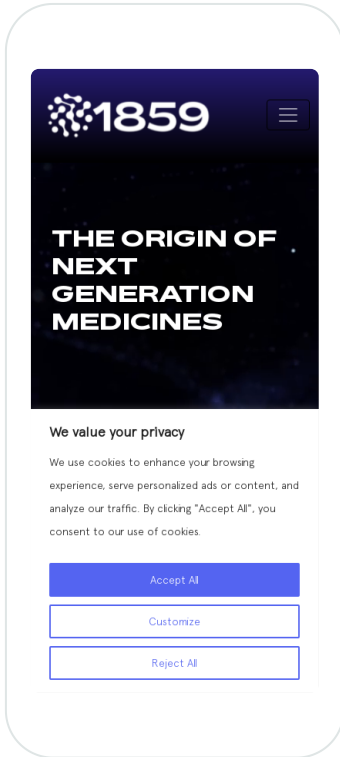 1859
THE ORIGIN OF
NEXT
GENERATION
MEDICINES
We value your privacy
We use cookies to enhance your browsing
experience, serve personalized ads or content, and
analyze our traffic. By clicking "Accept All", you
consent to our use of cookies.
Accept All
Customize
Reject All